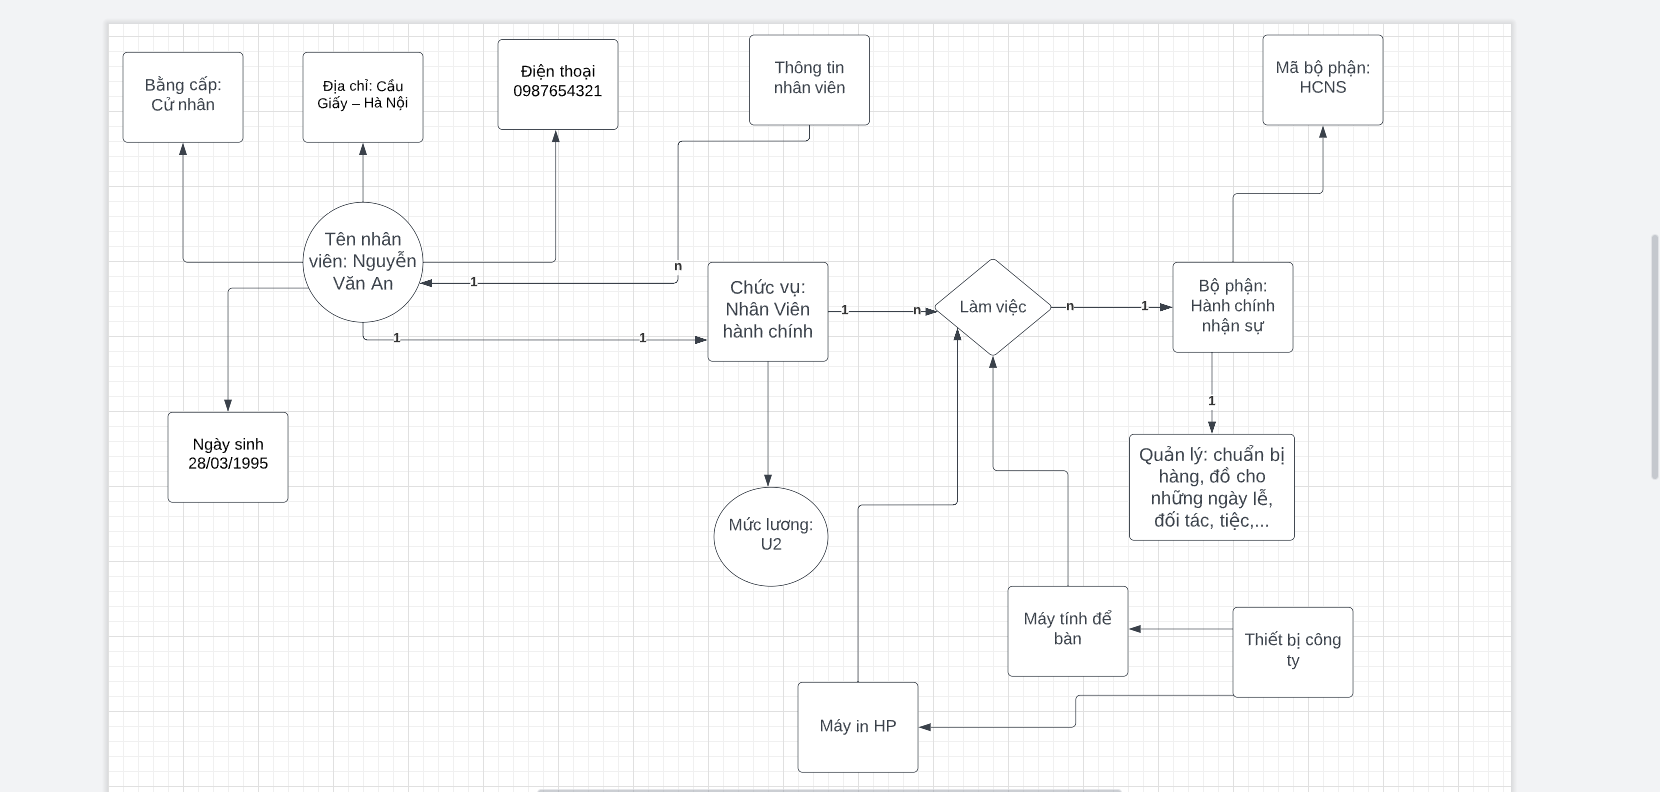 Bằng cấp:
Cử nhân
Địa chỉ: Cầu
Giấy – Hà Nội
Điện thoại
0987654321
Thông tin
nhân viên
Mã bộ phận:
HCNS
Tên nhân
viên: Nguyễn
Văn An
1
n
1
1
Chức vụ:
Nhân Viên
hành chính
1
n
Làm việc
n
1
Bộ phận:
Hành chính
nhận sự
1
Ngày sinh
28/03/1995
Quản lý: chuẩn bị
hàng, đồ cho
những ngày lễ,
đối tác, tiệc,...
Mức lương:
U2
Máy tính để
bàn
Thiết bị công
ty
Máy in HP